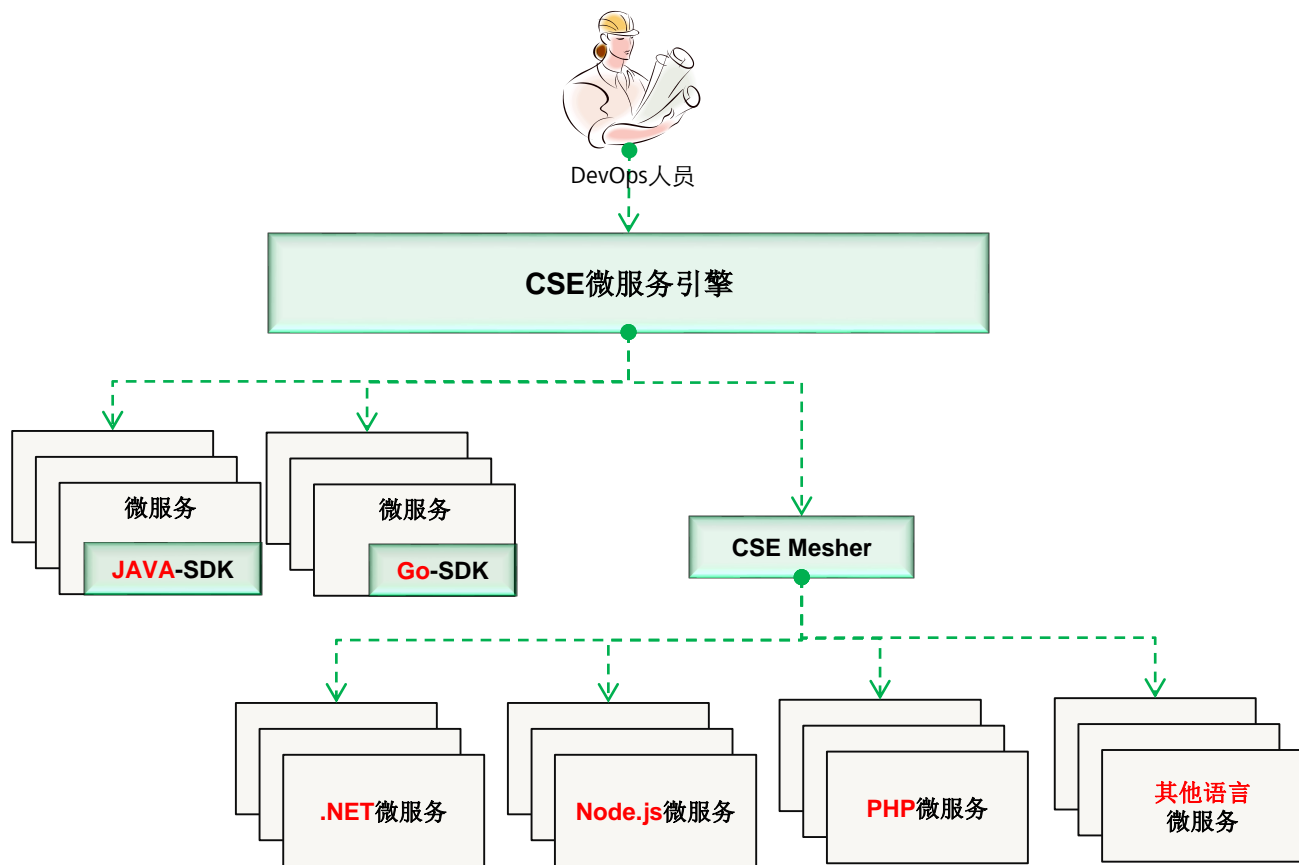 DevOps人员
CSE微服务引擎
微服务
JAVA-SDK
微服务
Go-SDK
CSE Mesher
.NET微服务
Node.js微服务
PHP微服务
其他语言
微服务